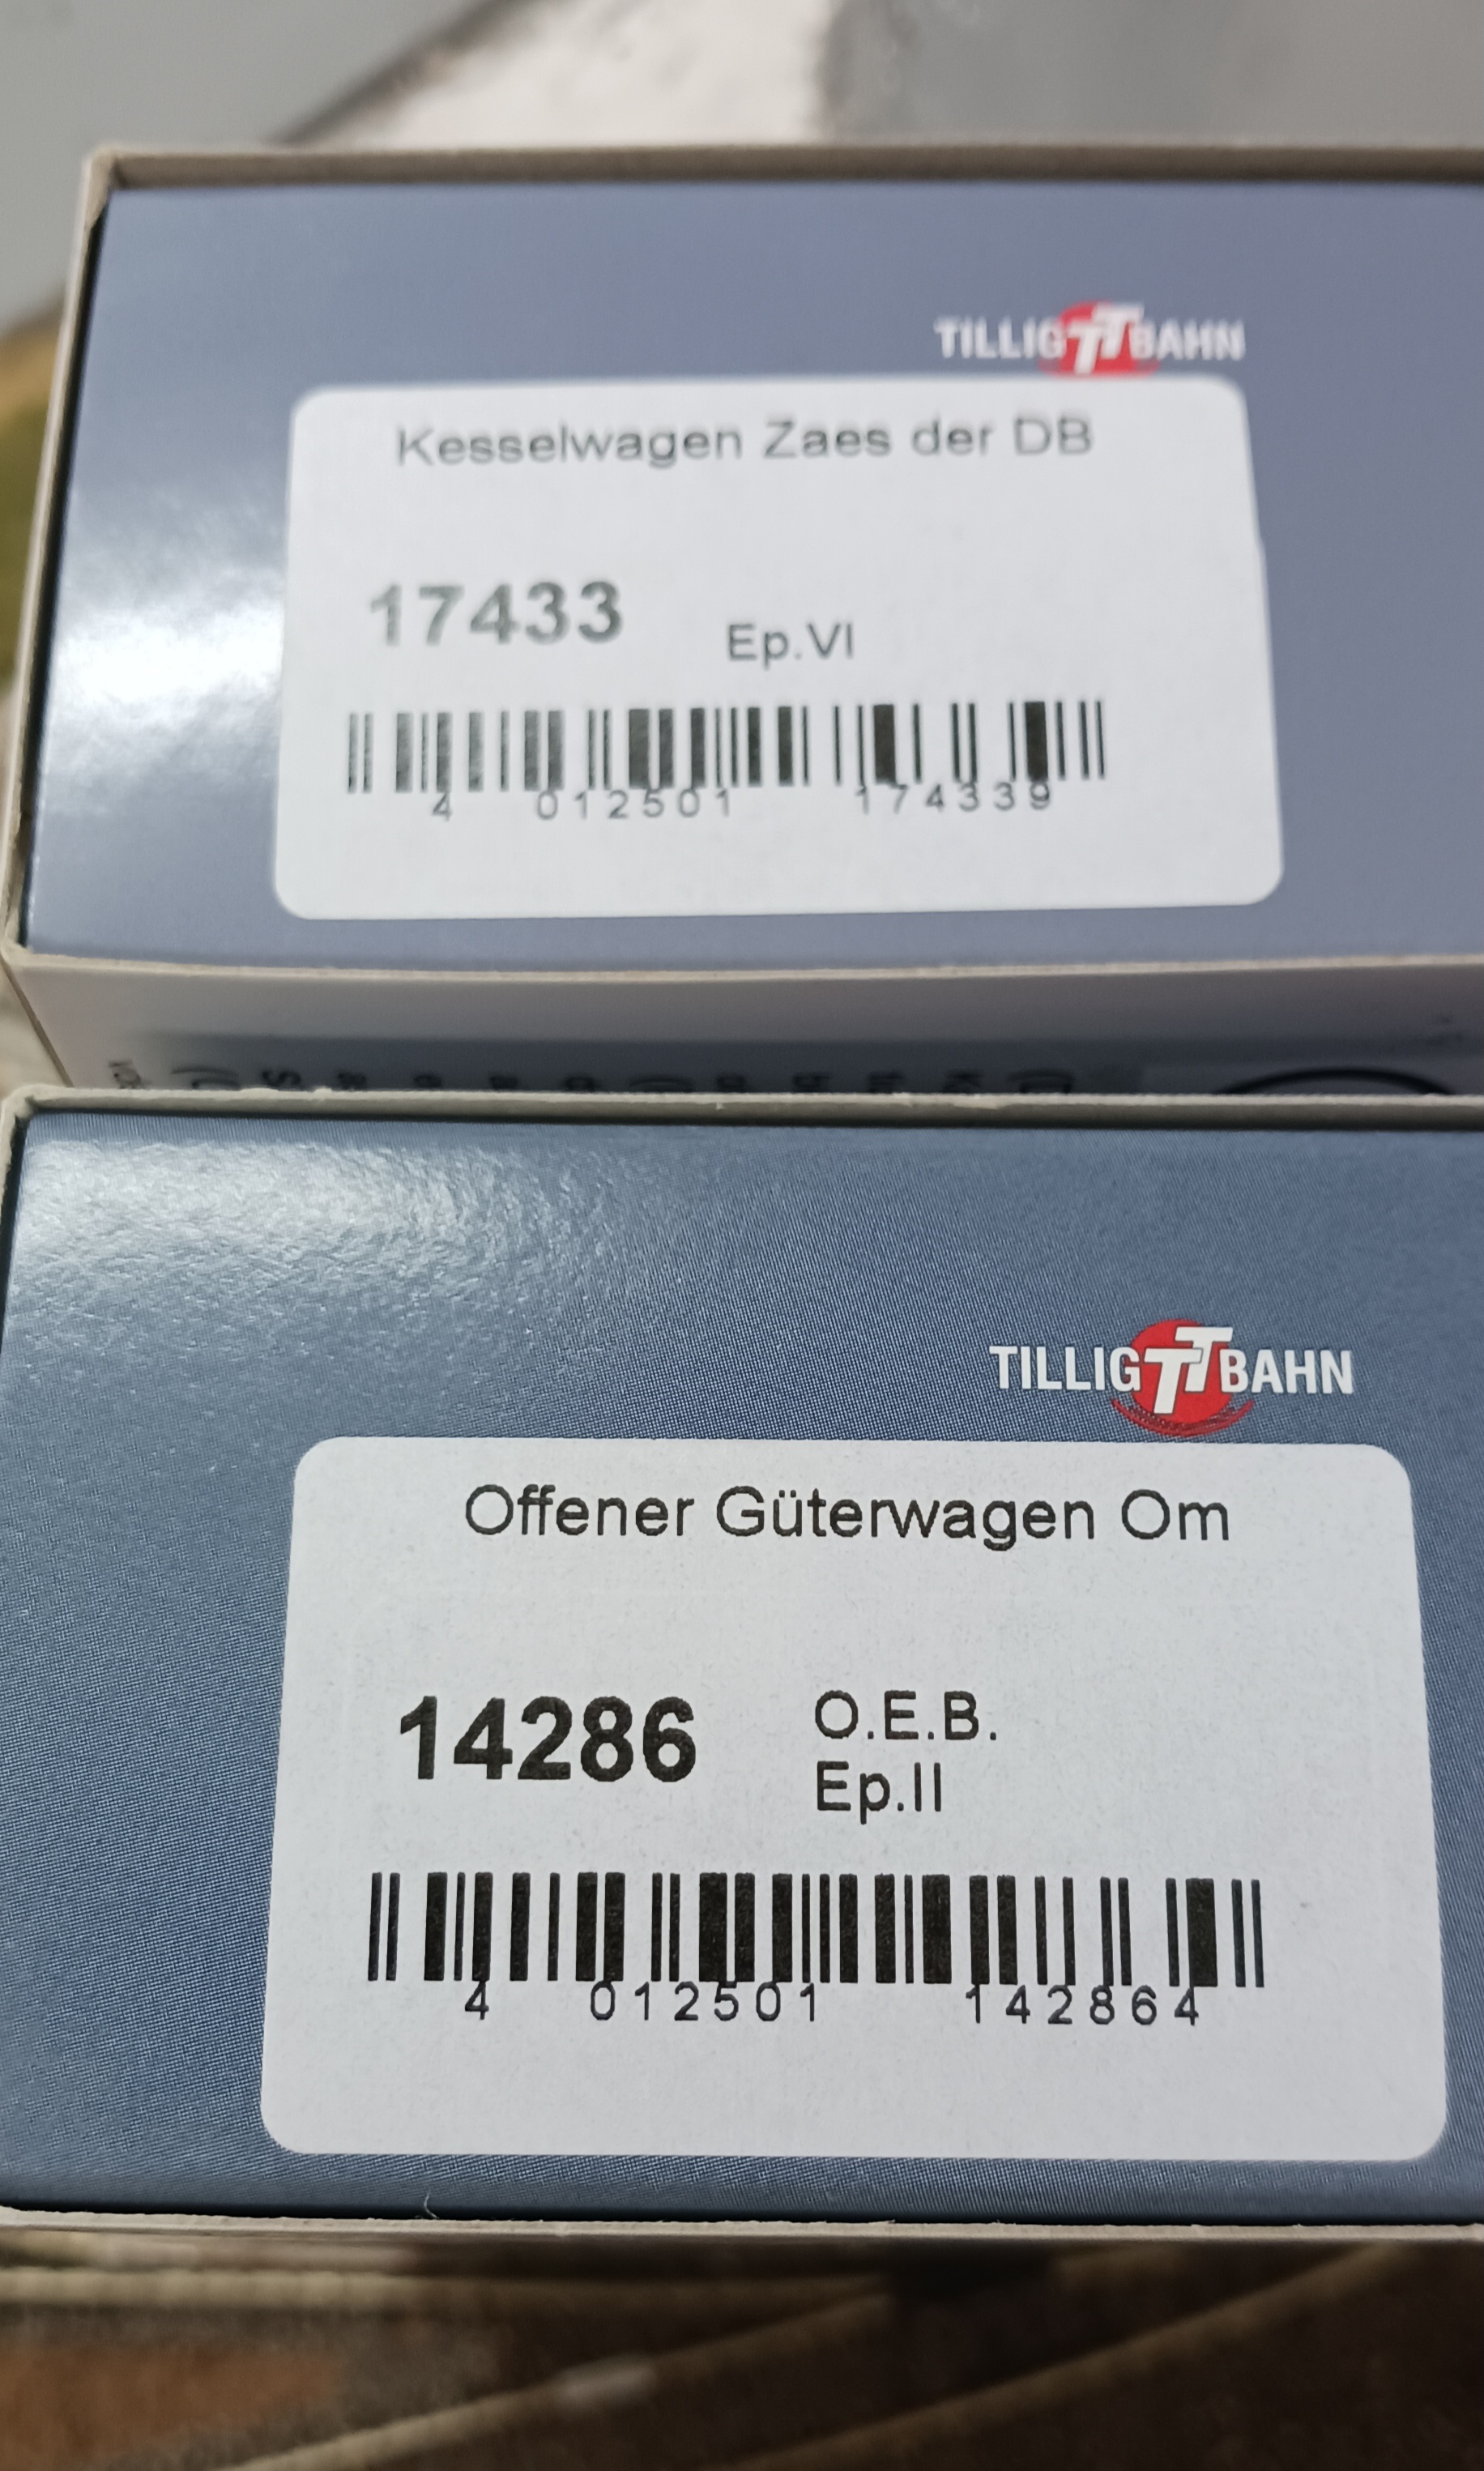 TILLIG TT BAHN
Kesselwagen Zaes der DB
17433
Ep.VI
4 012501 174339
TILLIG TT BAHN
Offener Güterwagen Om
14286
O.E.B.
Ep.II
4 012501 142864